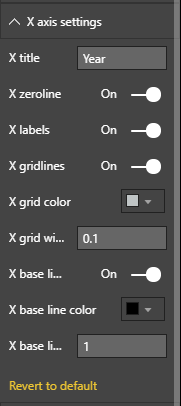 X axis settings
X title Year
X zeroline On
X labels On
X gridlines On
X grid color
X grid wi... 0.1
X base li... On
X base line color
X base li... 1
Revert to default